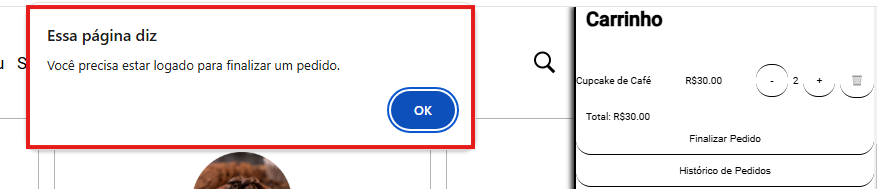 Essa página diz
Você precisa estar logado para finalizar um pedido.
OK
u S
Carrinho
Cupcake de Café R$30.00 - 2 +
Total: R$30.00
Finalizar Pedido
Histórico de Pedidos